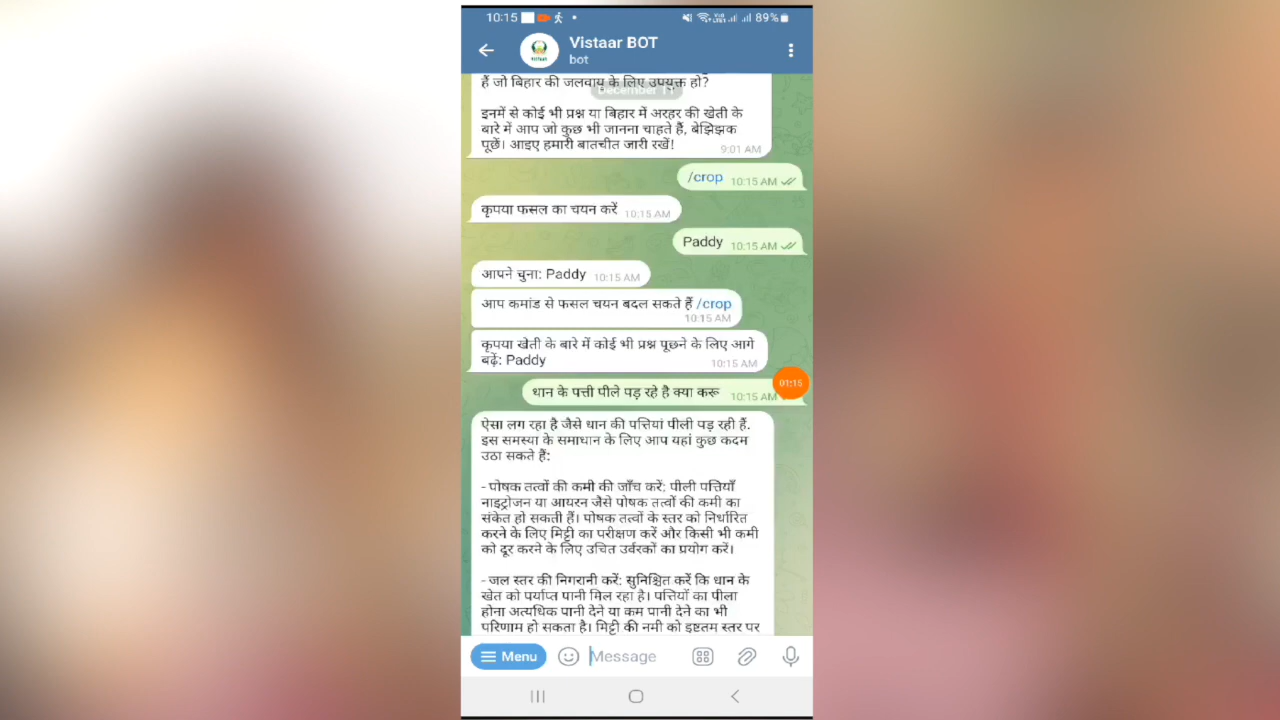 10:15
89%
Vistaar BOT
bot
हैं जो बिहार की जलवायु के लिए उपयुक्त हों?
December 11
इनमें से कोई भी प्रश्न या बिहार में अरहर की खेती के
बारे में आप जो कुछ भी जानना चाहते हैं, बेझिझक
पूछें। आइए हमारी बातचीत जारी रखें!
9:01 AM
/crop 10:15 AM
कृपया फसल का चयन करें 10:15 AM
Paddy 10:15 AM
आपने चुना: Paddy 10:15 AM
आप कमांड से फसल चयन बदल सकते हैं /crop
10:15 AM
कृपया खेती के बारे में कोई भी प्रश्न पूछने के लिए आगे
बढ़ें: Paddy 10:15 AM
01:15
धान के पत्ती पीले पड़ रहे है क्या करू 10:15 AM
ऐसा लग रहा है जैसे धान की पत्तियां पीली पड़ रही हैं.
इस समस्या के समाधान के लिए आप यहां कुछ कदम
उठा सकते हैं:
- पोषक तत्वों की कमी की जाँच करें: पीली पत्तियाँ
नाइट्रोजन या आयरन जैसे पोषक तत्वों की कमी का
संकेत हो सकती हैं। पोषक तत्वों के स्तर को निर्धारित
करने के लिए मिट्टी का परीक्षण करें और किसी भी कमी
को दूर करने के लिए उचित उर्वरकों का प्रयोग करें।
- जल स्तर की निगरानी करें: सुनिश्चित करें कि धान के
खेत को पर्याप्त पानी मिल रहा है। पत्तियों का पीला
होना अत्यधिक पानी देने या कम पानी देने का भी
परिणाम हो सकता है। मिट्टी की नमी को इष्टतम स्तर पर
Menu
Message